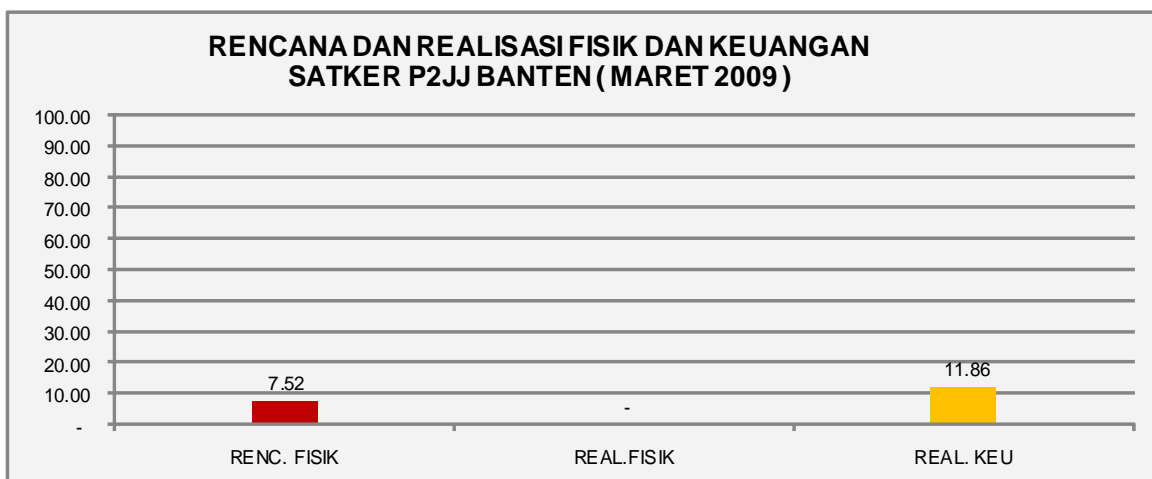 RENCANA DAN REALISASI FISIK DAN KEUANGAN
SATKER P2JJ BANTEN ( MARET 2009 )
100.00
90.00
80.00
70.00
60.00
50.00
40.00
30.00
20.00
10.00
-
7.52
-
11.86
RENC. FISIK
REAL.FISIK
REAL. KEU